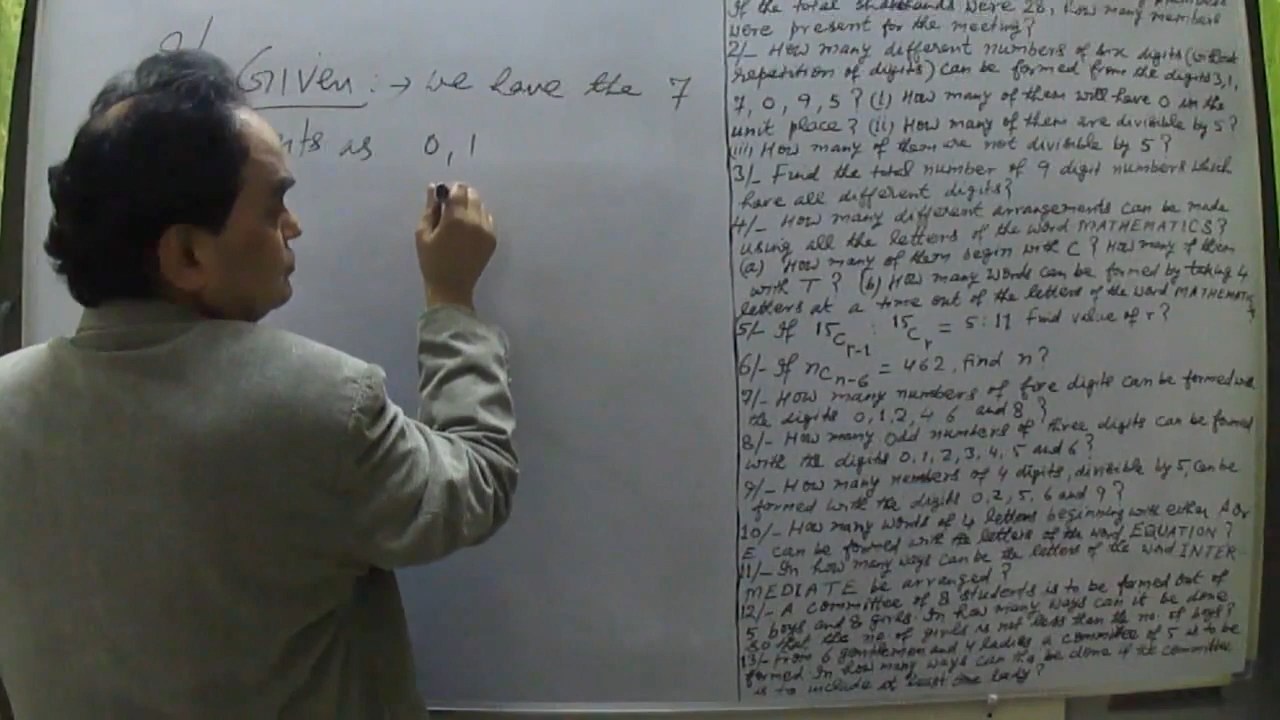 8/
Given :→ we have the 7
nts as 0, 1
If the total shakehands were 28, how many members
were present for the meeting?
2/- How many different numbers of six digits (without
repetition of digits) can be formed from the digits 3, 1,
7, 0, 9, 5? (i) How many of them will have 0 in the
unit place? (ii) How many of them are divisible by 5?
(iii) How many of them are not divisible by 5?
3/- Find the total number of 9 digit numbers which
have all different digits?
4/- How many different arrangements can be made
using all the letters of the word MATHEMATICS?
(a) How many of them begin with C? How many of them
with T? (b) How many words can be formed by taking 4
letters at a time out of the letters of the word MATHEMATICS?
5/- If 15Cr-1 : 15Cr = 5:11 Find value of r?
6/- If nCn-6 = 462, find n?
7/- How many numbers of five digits can be formed with
the digits 0, 1, 2, 4 6 and 8?
8/- How many odd numbers of three digits can be formed
with the digits 0, 1, 2, 3, 4, 5 and 6?
9/- How many numbers of 4 digits, divisible by 5, can be
formed with the digits 0, 2, 5, 6 and 9?
10/- How many words of 4 letters beginning with either A or
E can be formed with the letters of the word EQUATION?
11/- In how many ways can be the letters of the word INTER
MEDIATE be arranged?
12/- A committee of 8 students is to be formed out of
5 boys and 8 girls. In how many ways can it be done
so that the no. of girls is not less than the no. of boys?
13/- From 6 gentlemen and 4 ladies a committee of 5 is to be
formed In how many ways can be done if the committee
is to include at least one lady?